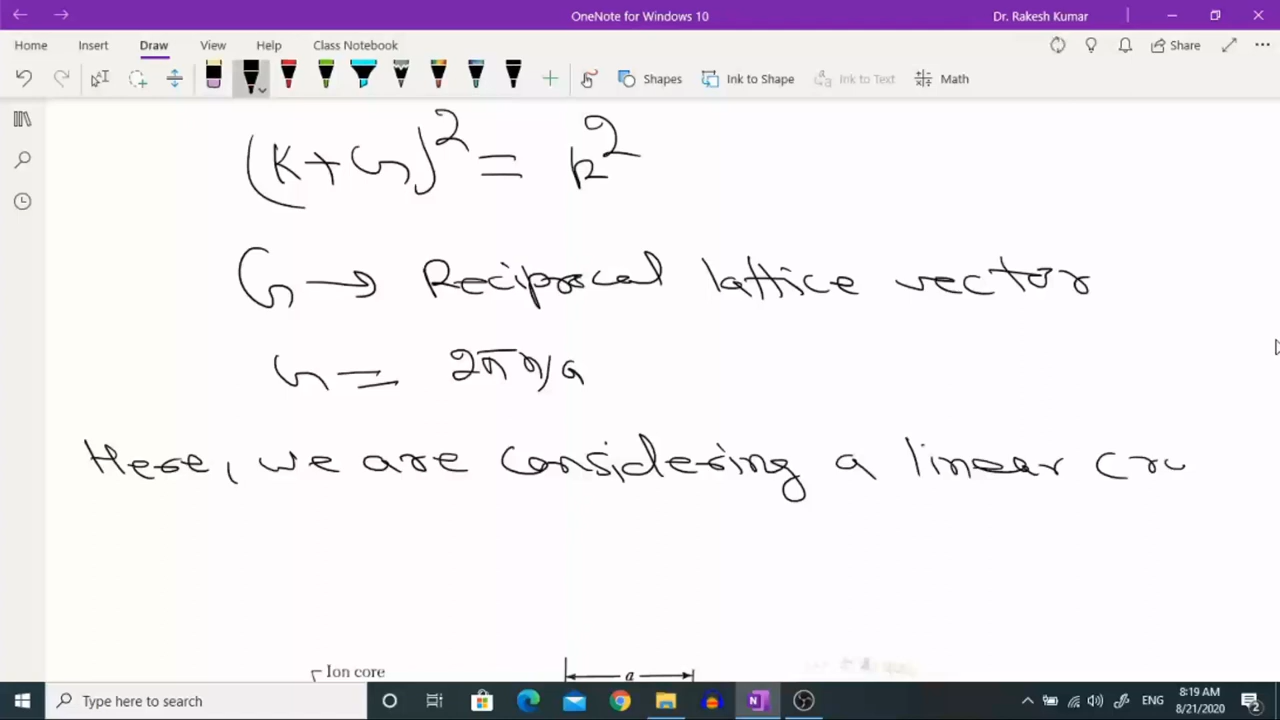 OneNote for Windows 10
Dr. Rakesh Kumar
Home Insert Draw View Help Class Notebook
Share
Shapes Ink to Shape Ink to Text Math
(K+G)² = k²
G → Reciprocal lattice vector
G = 2πn/a
Here, we are considering a linear cr
Ion core
a
Type here to search
ENG
8:19 AM
8/21/2020
2